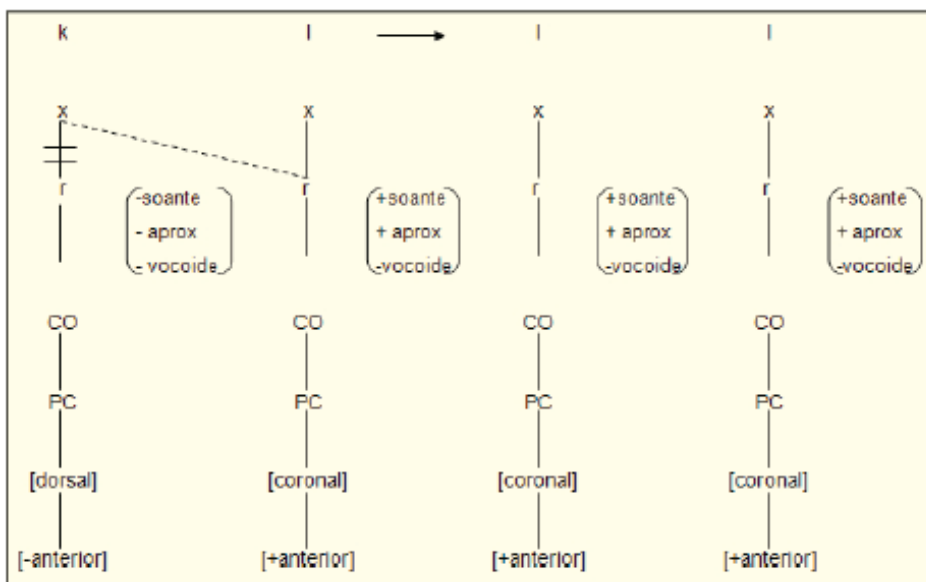 k l l l
x x x x
r r r r
-soante +soante +soante +soante
- aprox + aprox + aprox + aprox
- vocoide -vocoide -vocoide -vocoide
CO CO CO CO
PC PC PC PC
[dorsal] [coronal] [coronal] [coronal]
[-anterior] [+anterior] [+anterior] [+anterior]